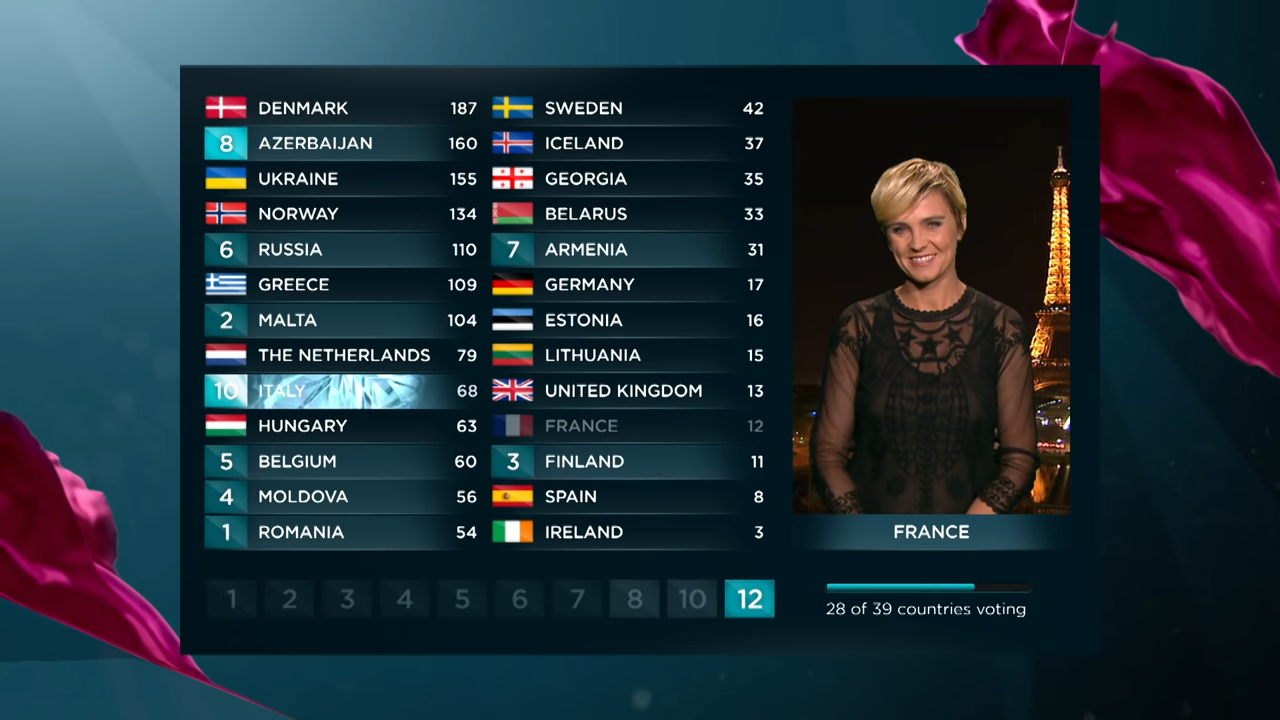 DENMARK 187
8 AZERBAIJAN 160
UKRAINE 155
NORWAY 134
6 RUSSIA 110
GREECE 109
2 MALTA 104
THE NETHERLANDS 79
10 ITALY 68
HUNGARY 63
5 BELGIUM 60
4 MOLDOVA 56
1 ROMANIA 54
SWEDEN 42
ICELAND 37
GEORGIA 35
BELARUS 33
7 ARMENIA 31
GERMANY 17
ESTONIA 16
LITHUANIA 15
UNITED KINGDOM 13
FRANCE 12
3 FINLAND 11
SPAIN 8
IRELAND 3
FRANCE
1 2 3 4 5 6 7 8 10 12
28 of 39 countries voting